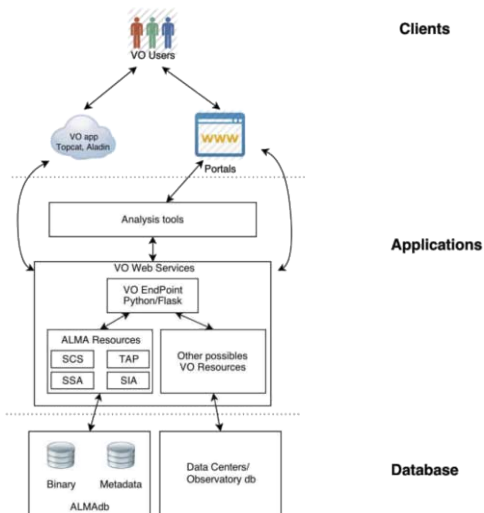 Clients
VO Users
VO app
Topcat, Aladin
www
Portals
Analysis tools
Applications
VO Web Services
VO EndPoint
Python/Flask
ALMA Resources
SCS
TAP
SSA
SIA
Other possibles
VO Resources
Binary
Metadata
ALMAdb
Data Centers/
Observatory db
Database